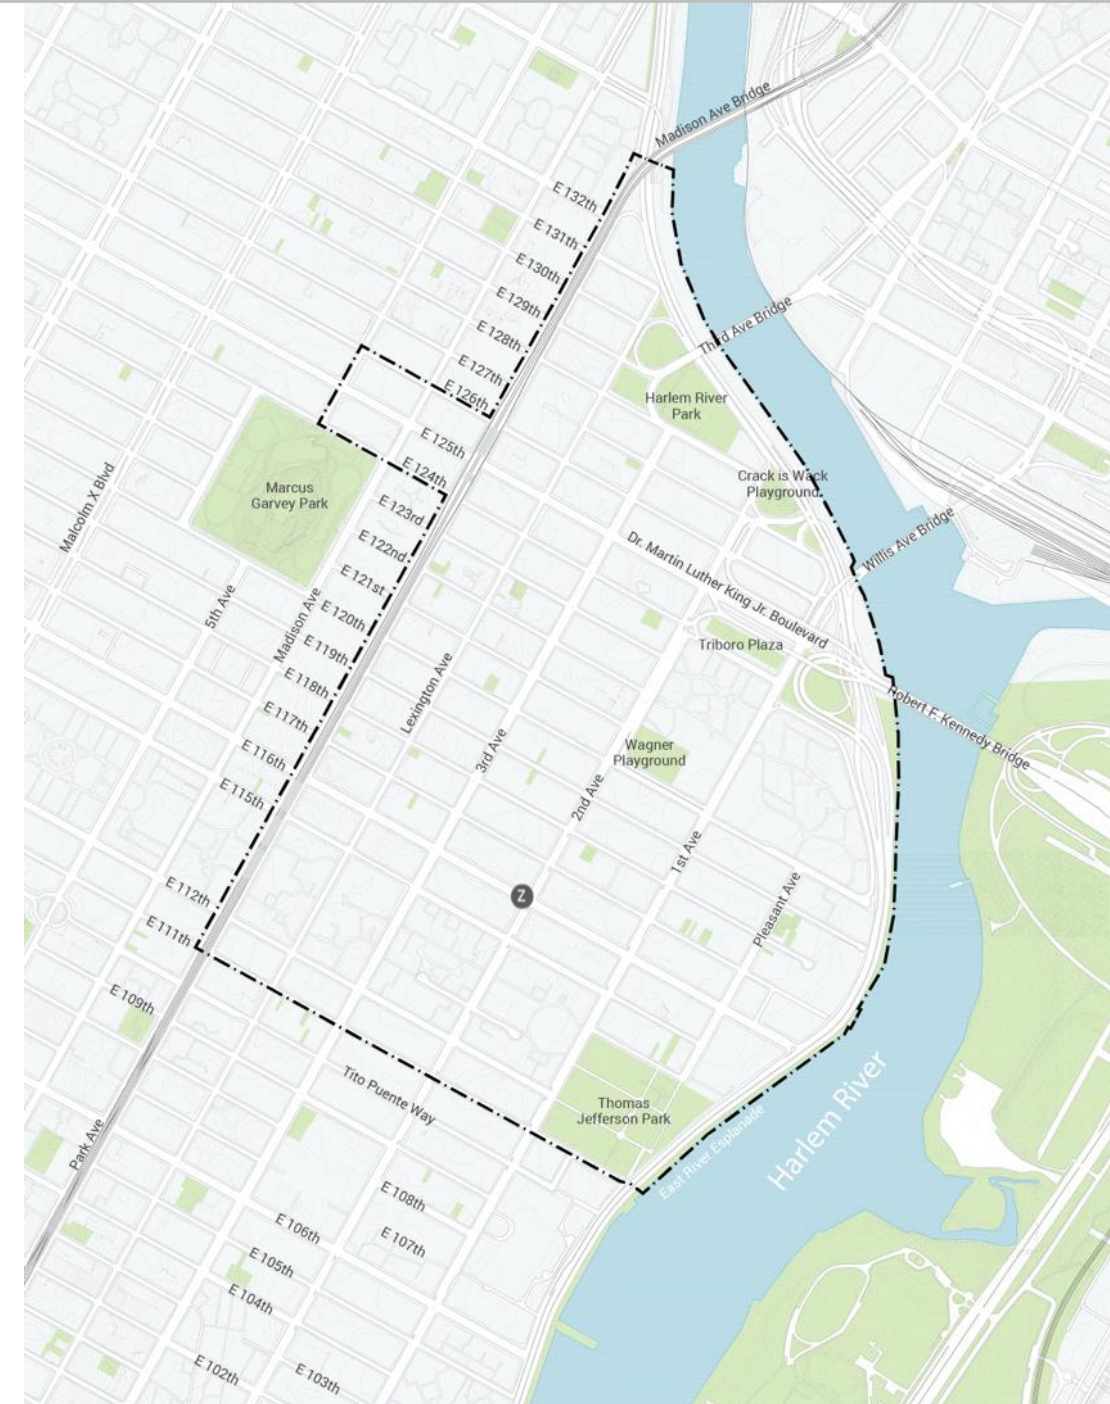 Madison Ave Bridge
E 132th
E 131th
E 130th
E 129th
Third Ave Bridge
E 128th
E 127th
E 126th
Harlem River
Park
E 125th
E 124th
Malcolm X Blvd
Marcus
Garvey Park
Crack is Wack
Playground
E 123rd
Willis Ave Bridge
E 122nd
Dr. Martin Luther King Jr. Boulevard
E 121st
5th Ave
Madison Ave
E 120th
Triboro Plaza
E 119th
E 118th
Lexington Ave
Robert F. Kennedy Bridge
E 117th
E 116th
3rd Ave
Wagner
Playground
E 115th
2nd Ave
1st Ave
E 112th
Z
Pleasant Ave
E 111th
E 109th
Tito Puente Way
Thomas
Jefferson Park
Park Ave
East River Esplanade
Harlem River
E 108th
E 106th
E 107th
E 105th
E 104th
E 102th
E 103th